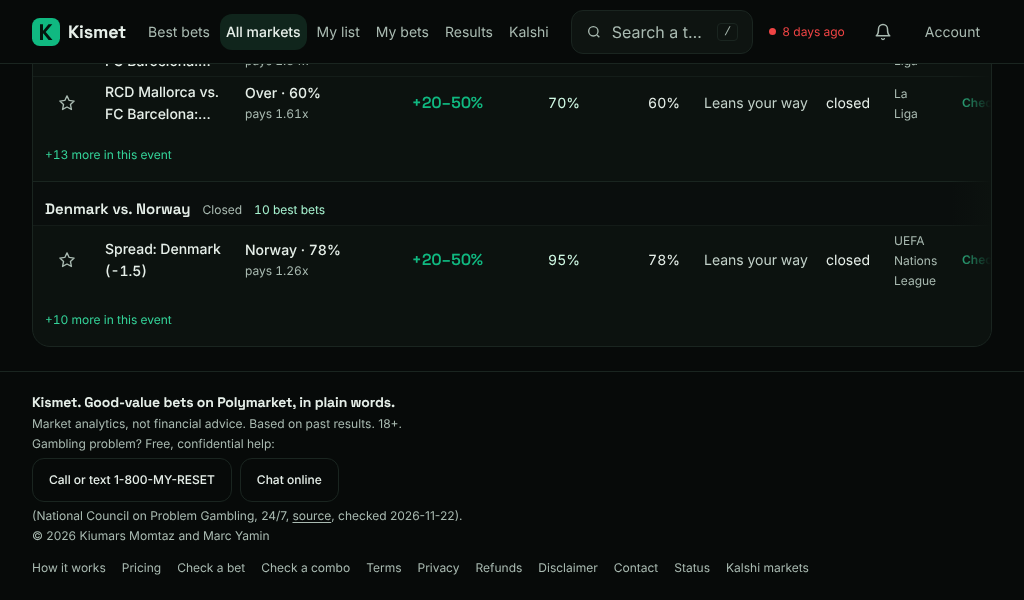 Kismet
Best bets
All markets
My list
My bets
Results
Kalshi
Search a t...
/
8 days ago
Account
RCD Mallorca vs.
FC Barcelona:...
Over · 60%
pays 1.61x
+20–50%
70%
60%
Leans your way
closed
La
Liga
+13 more in this event
Denmark vs. Norway
Closed
10 best bets
Spread: Denmark
(-1.5)
Norway · 78%
pays 1.26x
+20–50%
95%
78%
Leans your way
closed
UEFA
Nations
League
+10 more in this event
Kismet. Good-value bets on Polymarket, in plain words.
Market analytics, not financial advice. Based on past results. 18+.
Gambling problem? Free, confidential help:
Call or text 1-800-MY-RESET
Chat online
(National Council on Problem Gambling, 24/7, source, checked 2026-11-22).
© 2026 Kiumars Momtaz and Marc Yamin
How it works
Pricing
Check a bet
Check a combo
Terms
Privacy
Refunds
Disclaimer
Contact
Status
Kalshi markets